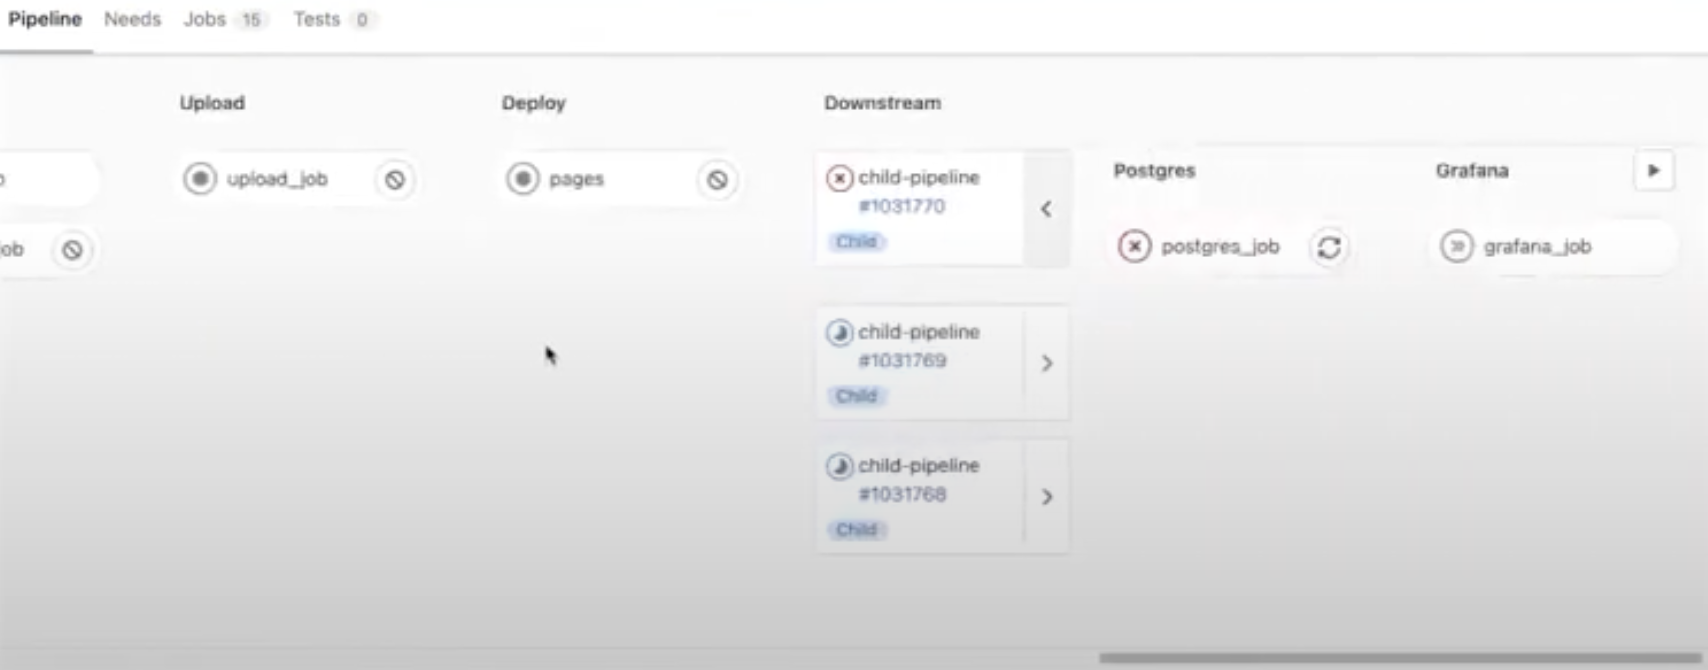 Pipeline Needs Jobs 15 Tests 0
Upload
Deploy
Downstream
upload_job
pages
child-pipeline
#1031770
Child
Postgres
Grafana
postgres_job
grafana_job
ob
child-pipeline
#1031769
Child
child-pipeline
#1031768
Child